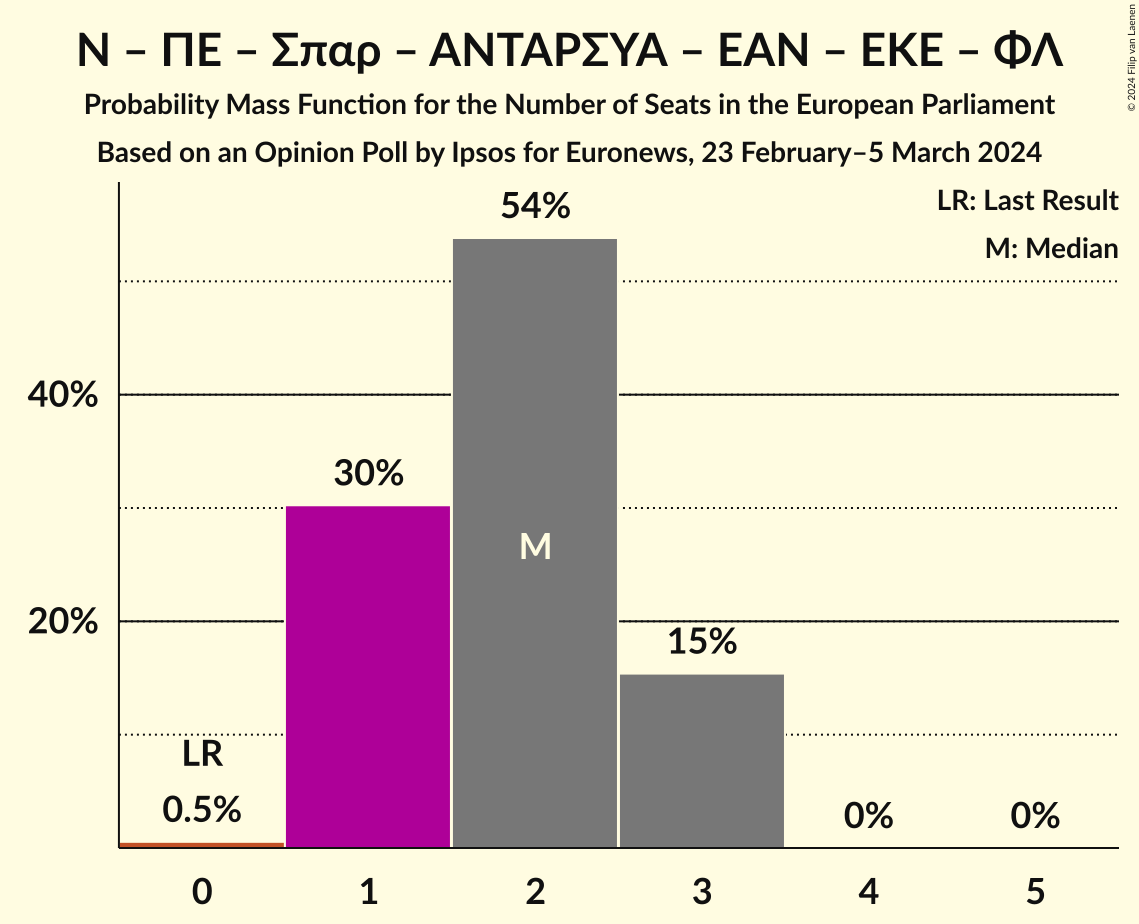 Ν – ΠΕ – Σπαρ – ΑΝΤΑΡΣΥΑ – ΕΑΝ – ΕΚΕ – ΦΛ
Probability Mass Function for the Number of Seats in the European Parliament
Based on an Opinion Poll by Ipsos for Euronews, 23 February–5 March 2024
© 2024 Filip van Laenen
LR: Last Result
M: Median
54%
40%
30%
M
20%
15%
LR
0.5%
0%
0%
0
1
2
3
4
5